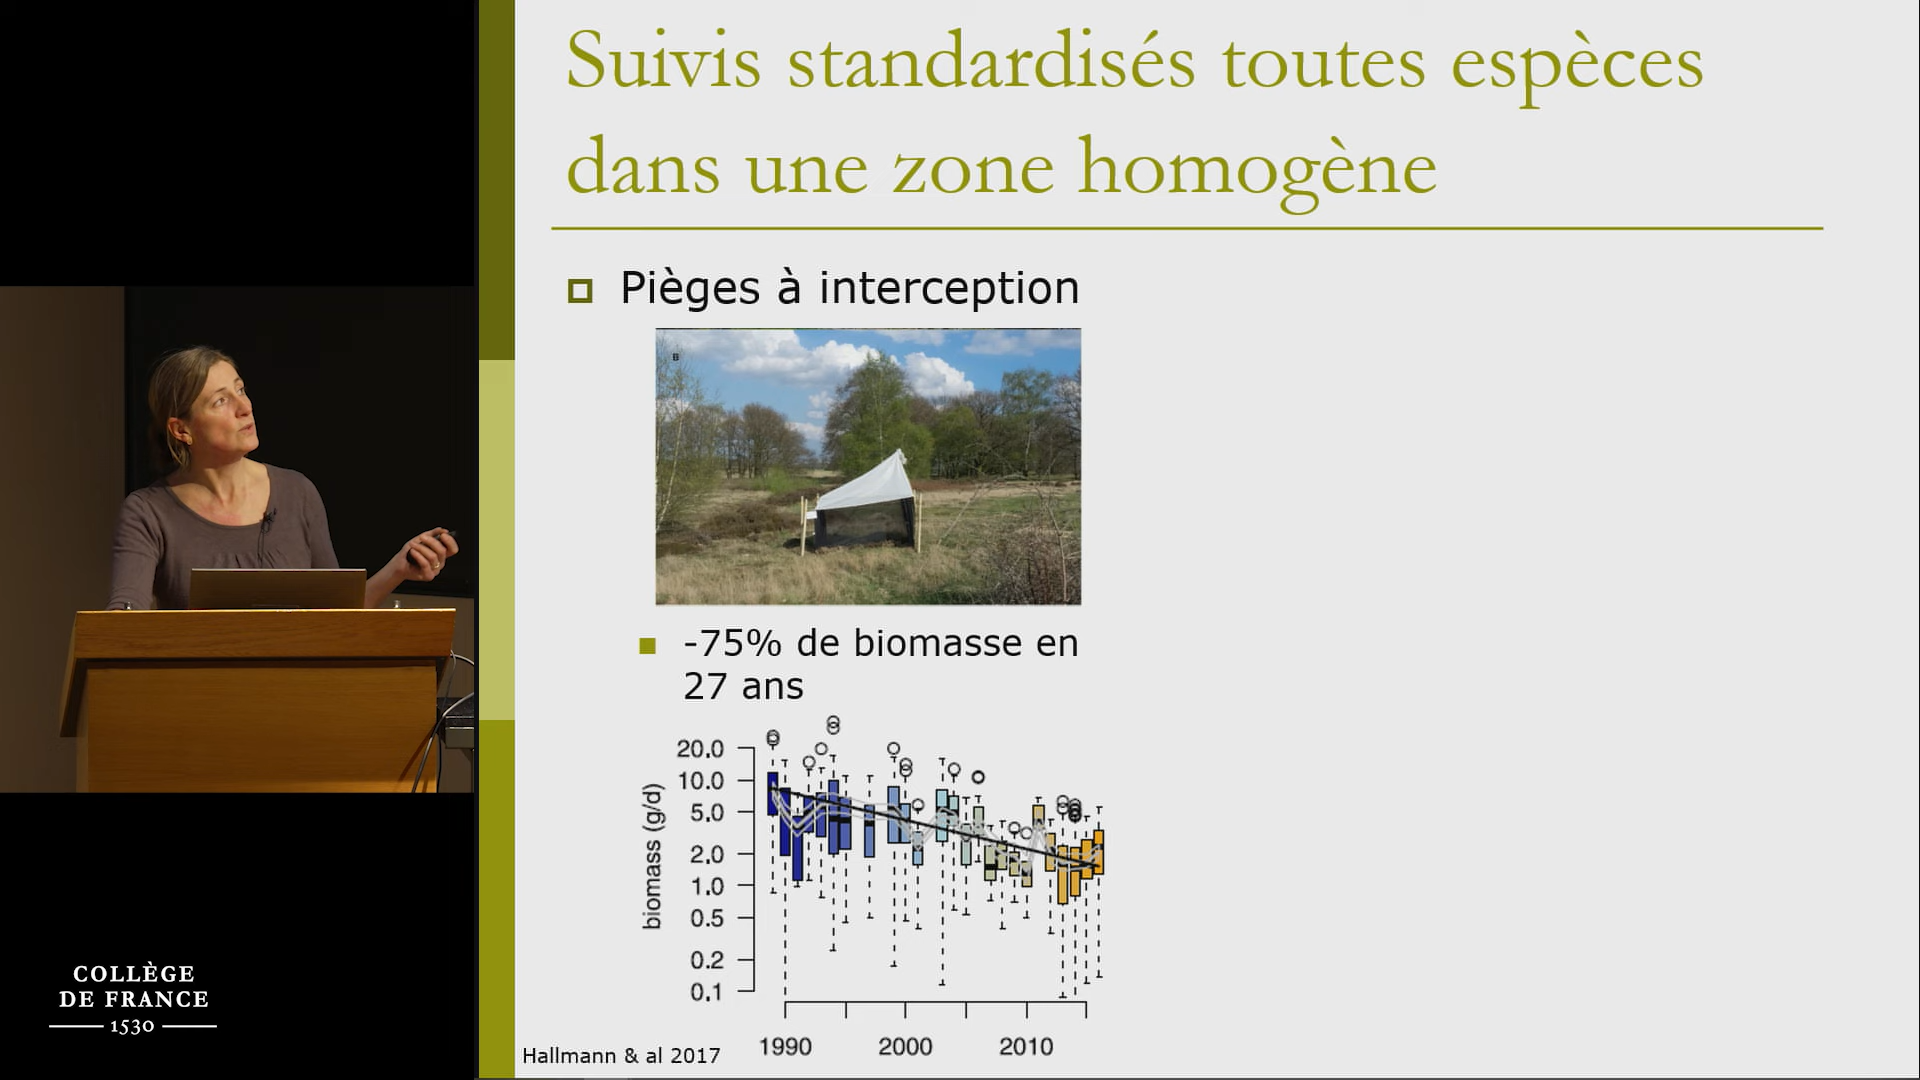 Suivis standardisés toutes espèces
dans une zone homogène
Pièges à interception
B
-75% de biomasse en
27 ans
20.0
10.0
5.0
2.0
1.0
0.5
0.2
0.1
biomass (g/d)
1990 2000 2010
Hallmann & al 2017
COLLÈGE
DE FRANCE
1530